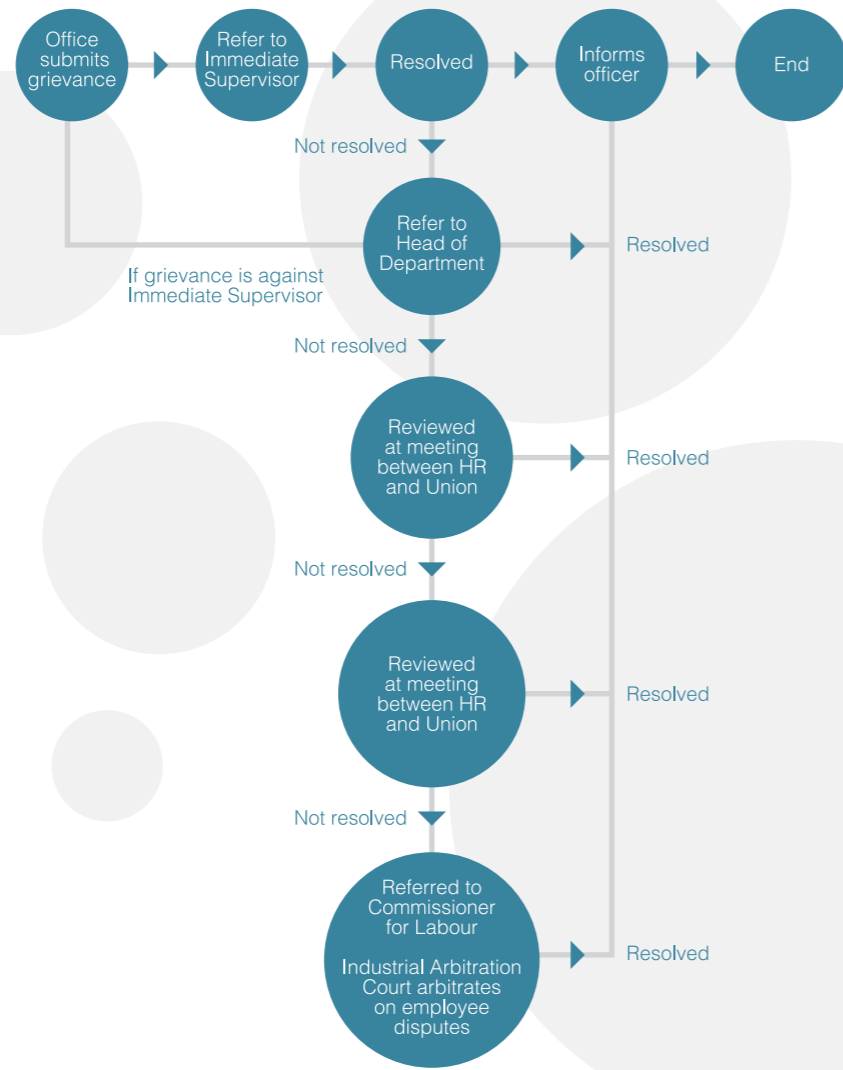 Office
submits
grievance
Refer to
Immediate
Supervisor
Resolved
Informs
officer
End
Not resolved
Refer to
Head of
Department
Resolved
If grievance is against
Immediate Supervisor
Not resolved
Reviewed
at meeting
between HR
and Union
Resolved
Not resolved
Reviewed
at meeting
between HR
and Union
Resolved
Not resolved
Referred to
Commissioner
for Labour
Industrial Arbitration
Court arbitrates
on employee
disputes
Resolved